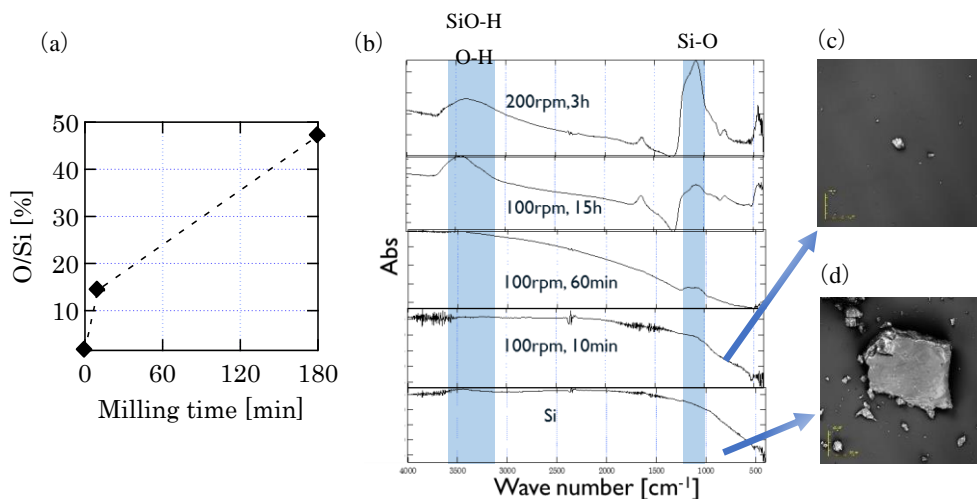 (a)
O/Si [%]
50
40
30
20
10
0
60
120
180
Milling time [min]
(b)
SiO-H
O-H
Si-O
200rpm,3h
100rpm, 15h
100rpm, 60min
100rpm, 10min
Si
Abs
4000
3500
3000
2500
2000
1500
1000
500
Wave number [cm⁻¹]
(c)
(d)